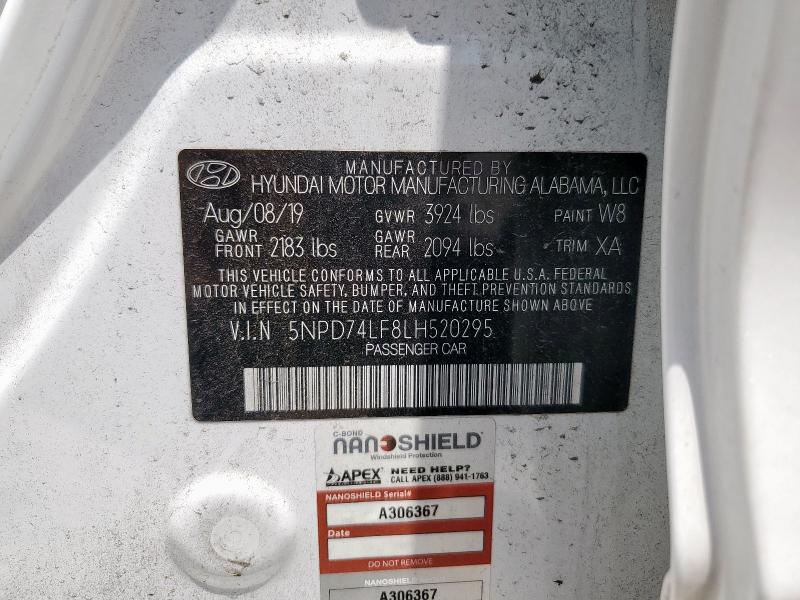 MANUFACTURED BY
HYUNDAI MOTOR MANUFACTURING ALABAMA, LLC
Aug/08/19 GVWR 3924 lbs PAINT W8
GAWR FRONT 2183 lbs GAWR REAR 2094 lbs TRIM XA
THIS VEHICLE CONFORMS TO ALL APPLICABLE U.S.A. FEDERAL
MOTOR VEHICLE SAFETY, BUMPER, AND THEFT PREVENTION STANDARDS
IN EFFECT ON THE DATE OF MANUFACTURE SHOWN ABOVE
V.I.N 5NPD74LF8LH520295
PASSENGER CAR
C-BOND
NANOSHIELD
Windshield Protection
APEX NEED HELP?
CALL APEX (888) 941-1763
NANOSHIELD Serial#
A306367
Date
DO NOT REMOVE
NANOSHIELD
A306367